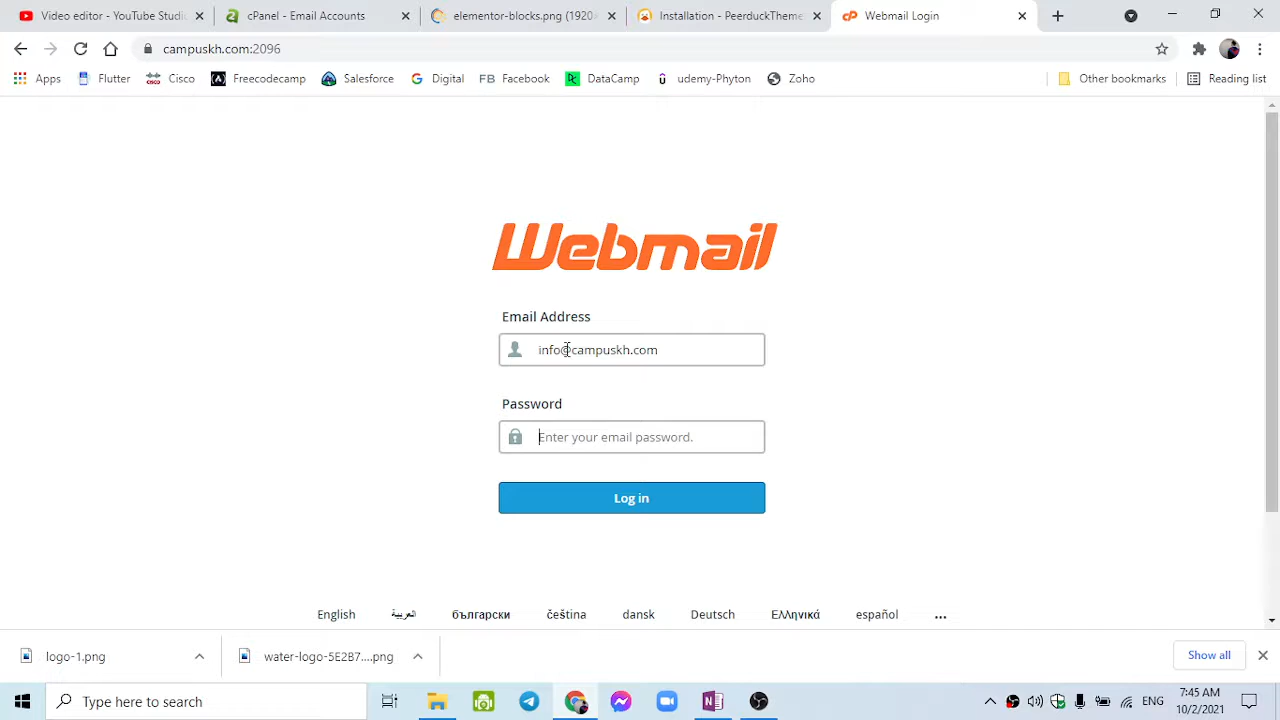 Video editor - YouTube Studi
cPanel - Email Accounts
elementor-blocks.png (1920
Installation
Webmail Login
campuskh.com:2096
Apps
Flutter
Cisco
Freecodecamp
Salesforce
Digital
FB Facebook
DataCamp
udemy-Phyton
Zoho
Other bookmarks
Reading list
Webmail
Email Address
info@campuskh.com
Password
Enter your email password.
Log in
English
العربية
български
čeština
dansk
Deutsch
Ελληνικά
español
...
logo-1.png
water-logo-5E2B7....png
Show all
Type here to search
7:45 AM
10/2/2021